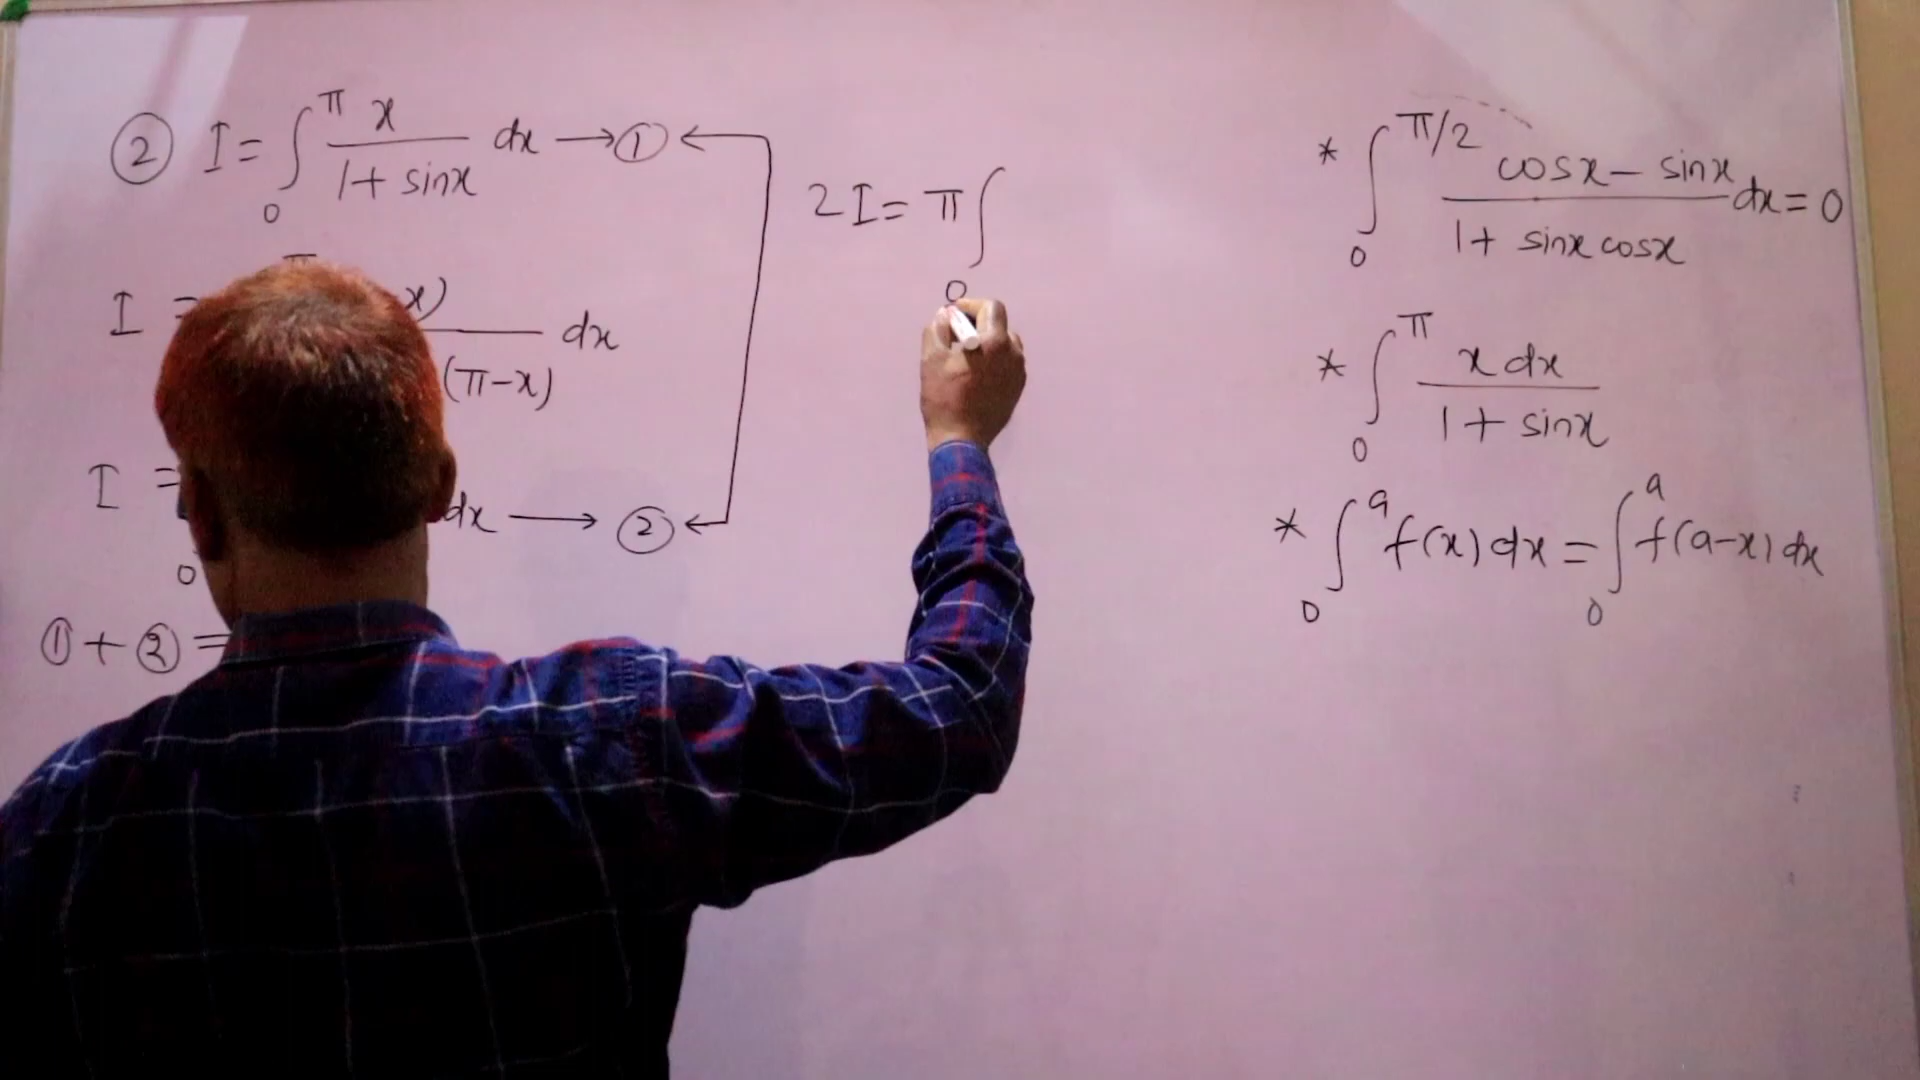 ② I = ∫₀^π x / (1 + sinx) dx → ①
I = x) / (π-x) dx
I = 0 dx → ②
① + ② =
2I = π ∫₀
* ∫₀^(π/2) (cosx - sinx) / (1 + sinx cosx) dx = 0
* ∫₀^π x dx / (1 + sinx)
* ∫₀^a f(x) dx = ∫₀^a f(a-x) dx